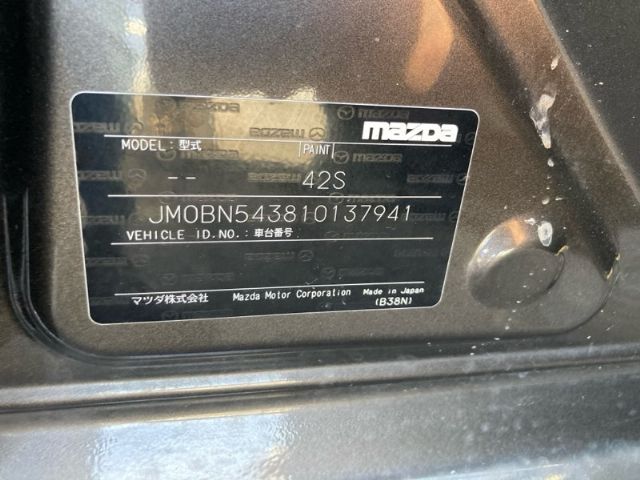 mazda
MODEL: 型式 PAINT
-- 42S
JM0BN543810137941
VEHICLE ID.NO.: 車台番号
マツダ株式会社 Mazda Motor Corporation Made in Japan
(B38N)